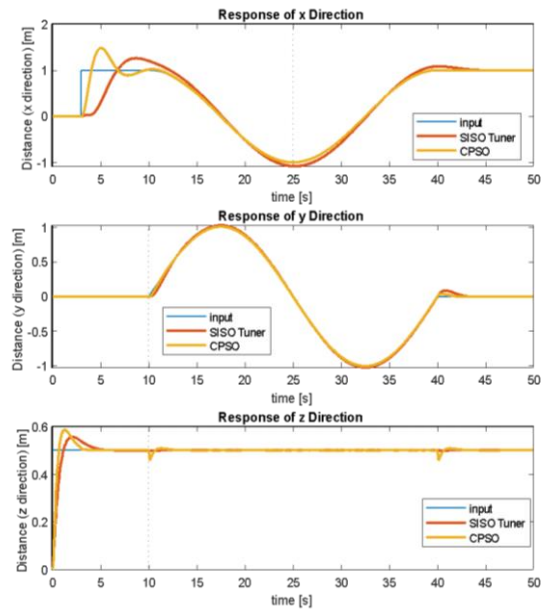 Response of x Direction
Distance (x direction) [m]
2
1
0
-1
input
SISO Tuner
CPSO
0 5 10 15 20 25 30 35 40 45 50
time [s]
Response of y Direction
Distance (y direction) [m]
1
0.5
0
-0.5
-1
input
SISO Tuner
CPSO
0 5 10 15 20 25 30 35 40 45 50
time [s]
Response of z Direction
Distance (z direction) [m]
0.6
0.4
0.2
0
input
SISO Tuner
CPSO
0 5 10 15 20 25 30 35 40 45 50
time [s]